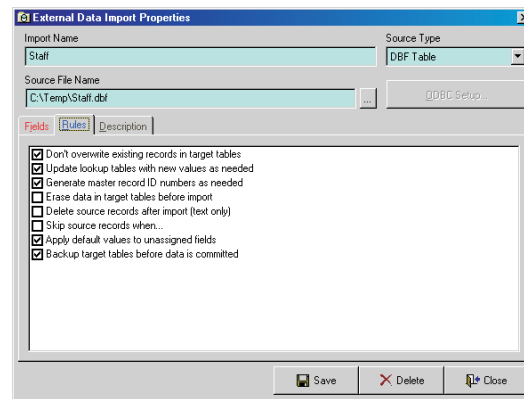 External Data Import Properties
Import Name
Source Type
Staff
DBF Table
Source File Name
C:\Temp\Staff.dbf
...
ODBC Setup...
Fields
Rules
Description
Don't overwrite existing records in target tables
Update lookup tables with new values as needed
Generate master record ID numbers as needed
Erase data in target tables before import
Delete source records after import (text only)
Skip source records when...
Apply default values to unassigned fields
Backup target tables before data is committed
Save
Delete
Close